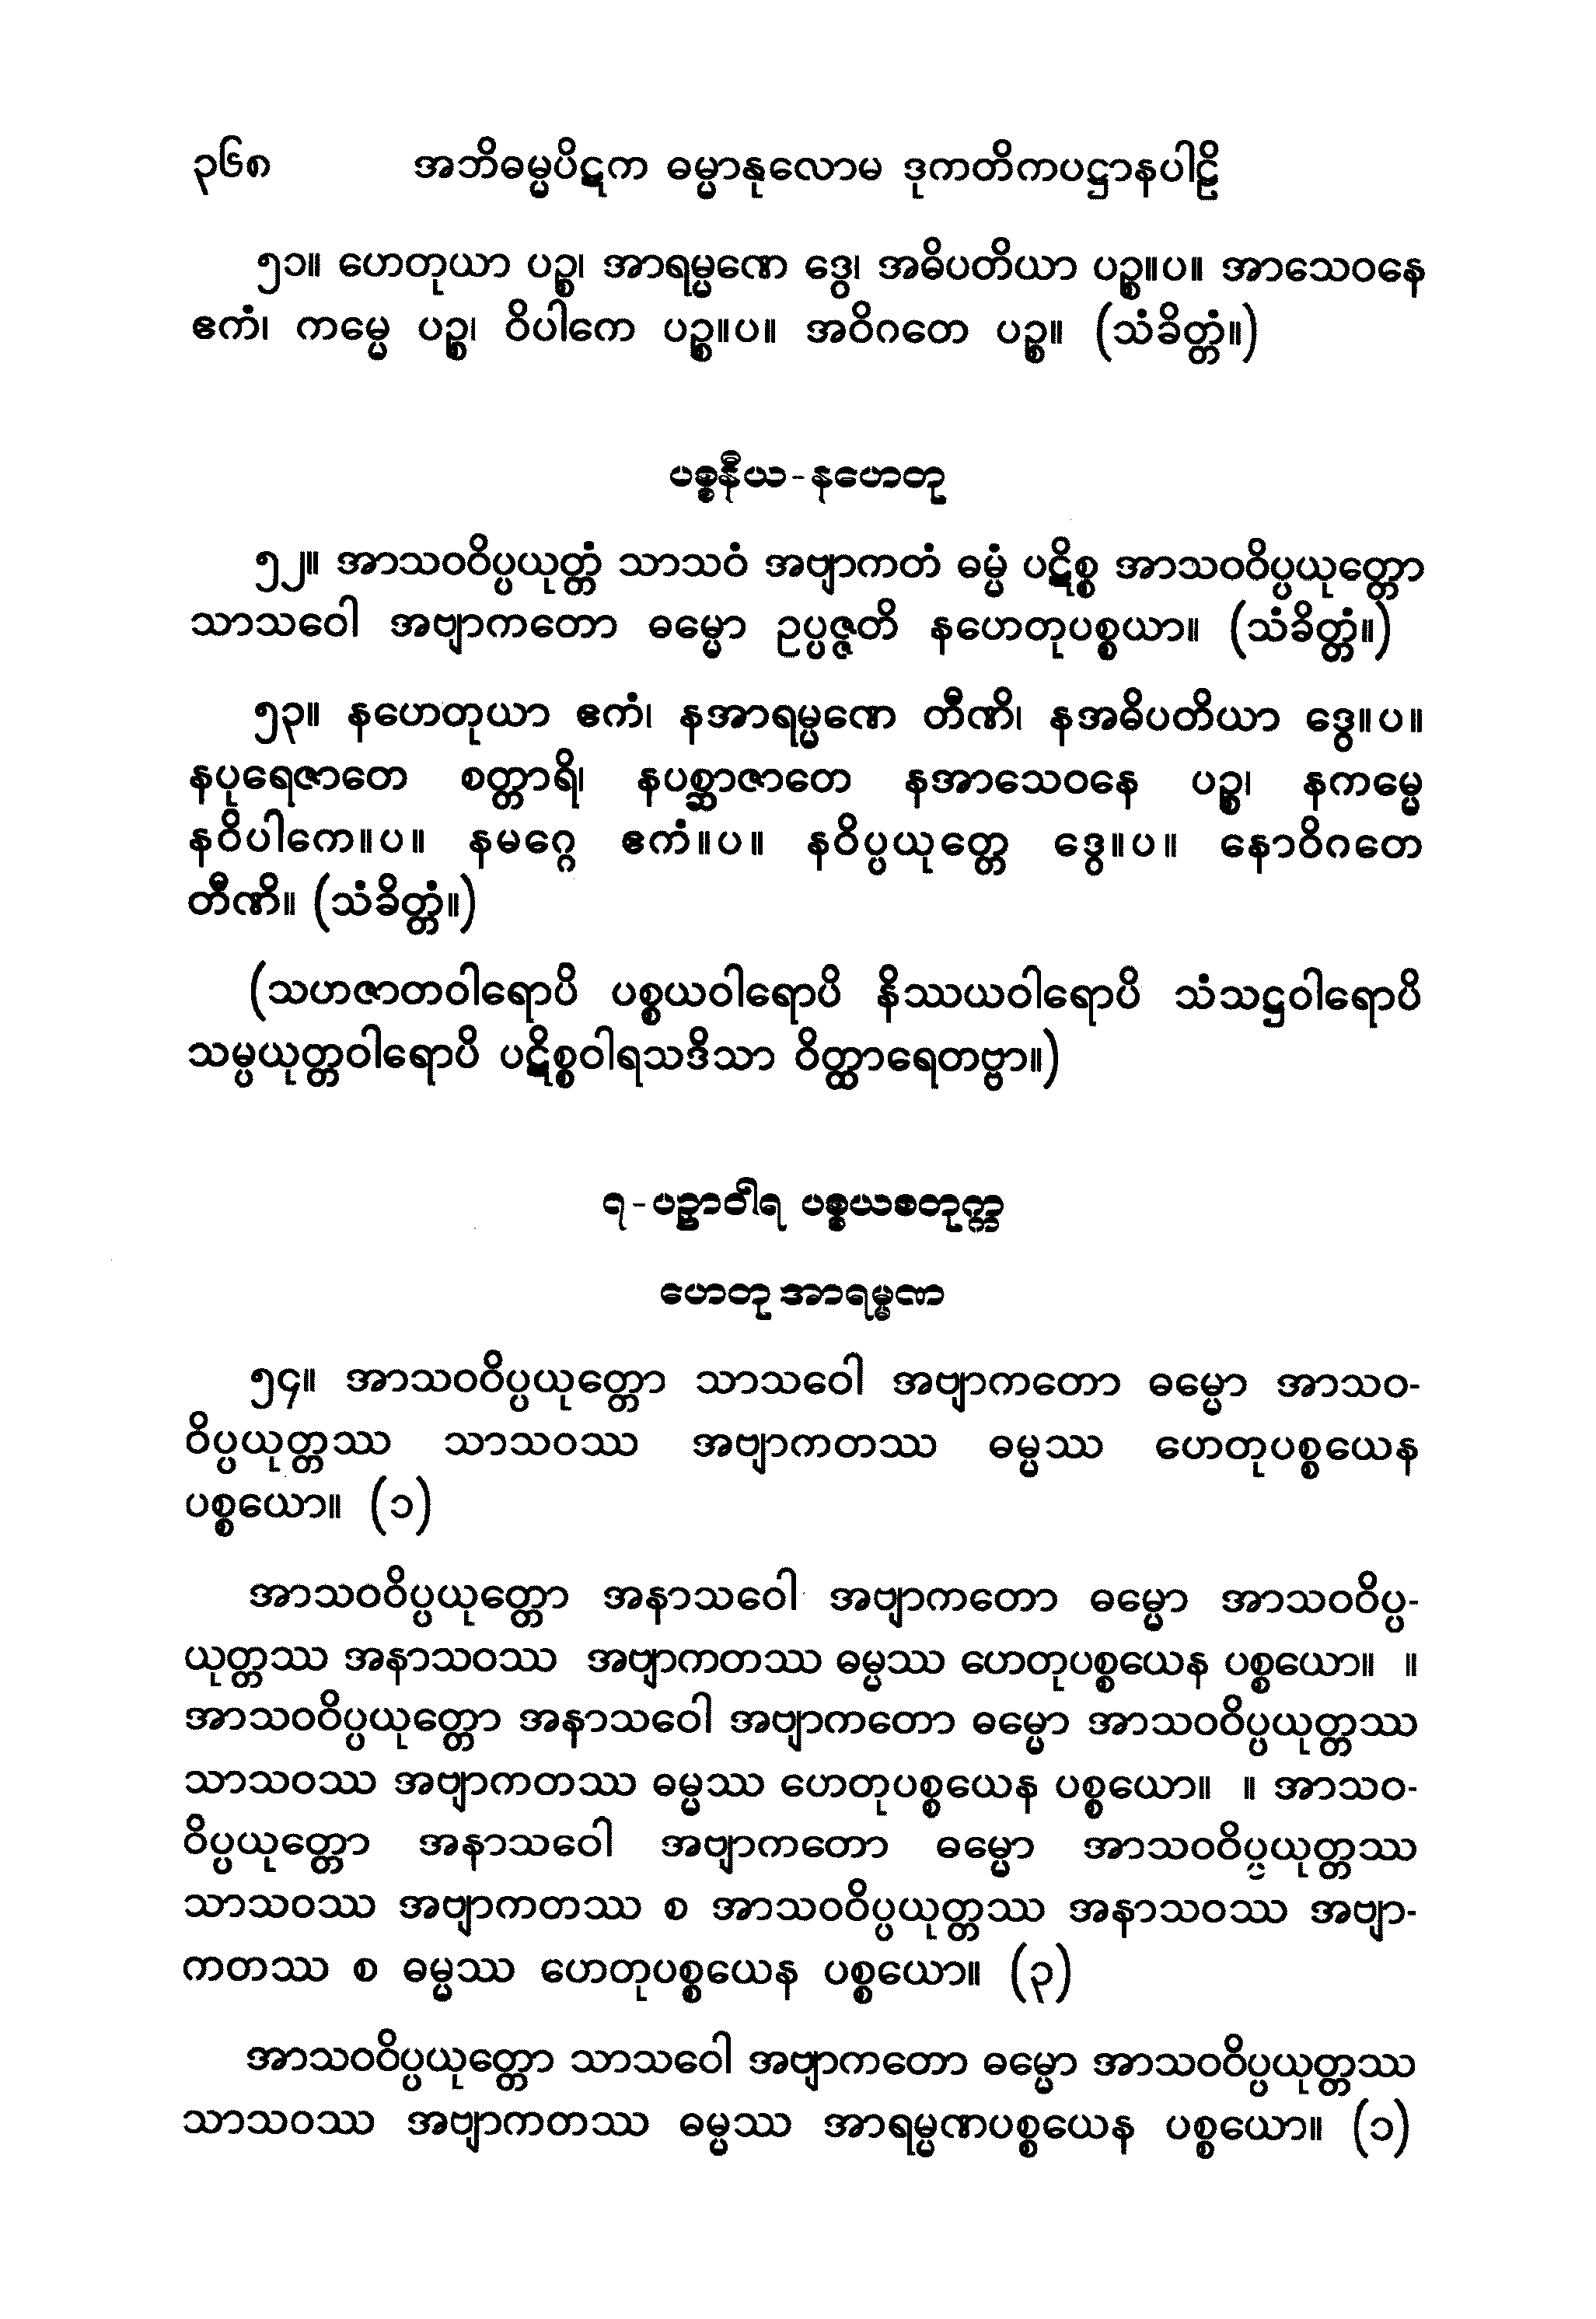 ၃၆၈ အဘိဓမ္မပိဋက ဓမ္မာနုလောမ ဒုကတိကပဋ္ဌာနပါဠိ
၅၁။ ဟေတုယာ ပဉ္စ၊ အာရမ္မဏေ ဒွေ၊ အဓိပတိယာ ပဉ္စ။ပ။ အာသေဝနေ
ဧကံ၊ ကမ္မေ ပဉ္စ၊ ဝိပါကေ ပဉ္စ။ပ။ အဝိဂတေ ပဉ္စ။ (သံခိတ္တံ။)
ပစ္စနီယ-နဟေတု
၅၂။ အာသဝဝိပ္ပယုတ္တံ သာသဝံ အဗျာကတံ ဓမ္မံ ပဋိစ္စ အာသဝဝိပ္ပယုတ္တော
သာသဝေါ အဗျာကတော ဓမ္မော ဥပ္ပဇ္ဇတိ နဟေတုပစ္စယာ။ (သံခိတ္တံ။)
၅၃။ နဟေတုယာ ဧကံ၊ နအာရမ္မဏေ တီဏိ၊ နအဓိပတိယာ ဒွေ။ပ။
နပုရေဇာတေ စတ္တာရိ၊ နပစ္ဆာဇာတေ နအာသေဝနေ ပဉ္စ၊ နကမ္မေ
နဝိပါကေ။ပ။ နမဂ္ဂေ ဧကံ။ပ။ နဝိပ္ပယုတ္တေ ဒွေ။ပ။ နောဝိဂတေ
တီဏိ။ (သံခိတ္တံ။)
(သဟဇာတဝါရောပိ ပစ္စယဝါရောပိ နိဿယဝါရောပိ သံသဋ္ဌဝါရောပိ
သမ္ပယုတ္တဝါရောပိ ပဋိစ္စဝါရသဒိသာ ဝိတ္ထာရေတဗ္ဗာ။)
၇-ပဉှာဝါရ ပစ္စယစတုက္က
ဟေတု အာရမ္မဏ
၅၄။ အာသဝဝိပ္ပယုတ္တော သာသဝေါ အဗျာကတော ဓမ္မော အာသဝ-
ဝိပ္ပယုတ္တဿ သာသဝဿ အဗျာကတဿ ဓမ္မဿ ဟေတုပစ္စယေန
ပစ္စယော။ (၁)
အာသဝဝိပ္ပယုတ္တော အနာသဝေါ အဗျာကတော ဓမ္မော အာသဝဝိပ္ပ-
ယုတ္တဿ အနာသဝဿ အဗျာကတဿ ဓမ္မဿ ဟေတုပစ္စယေန ပစ္စယော။ ။
အာသဝဝိပ္ပယုတ္တော အနာသဝေါ အဗျာကတော ဓမ္မော အာသဝဝိပ္ပယုတ္တဿ
သာသဝဿ အဗျာကတဿ ဓမ္မဿ ဟေတုပစ္စယေန ပစ္စယော။ ။ အာသဝ-
ဝိပ္ပယုတ္တော အနာသဝေါ အဗျာကတော ဓမ္မော အာသဝဝိပ္ပယုတ္တဿ
သာသဝဿ အဗျာကတဿ စ အာသဝဝိပ္ပယုတ္တဿ အနာသဝဿ အဗျာ-
ကတဿ စ ဓမ္မဿ ဟေတုပစ္စယေန ပစ္စယော။ (၃)
အာသဝဝိပ္ပယုတ္တော သာသဝေါ အဗျာကတော ဓမ္မော အာသဝဝိပ္ပယုတ္တဿ
သာသဝဿ အဗျာကတဿ ဓမ္မဿ အာရမ္မဏပစ္စယေန ပစ္စယော။ (၁)